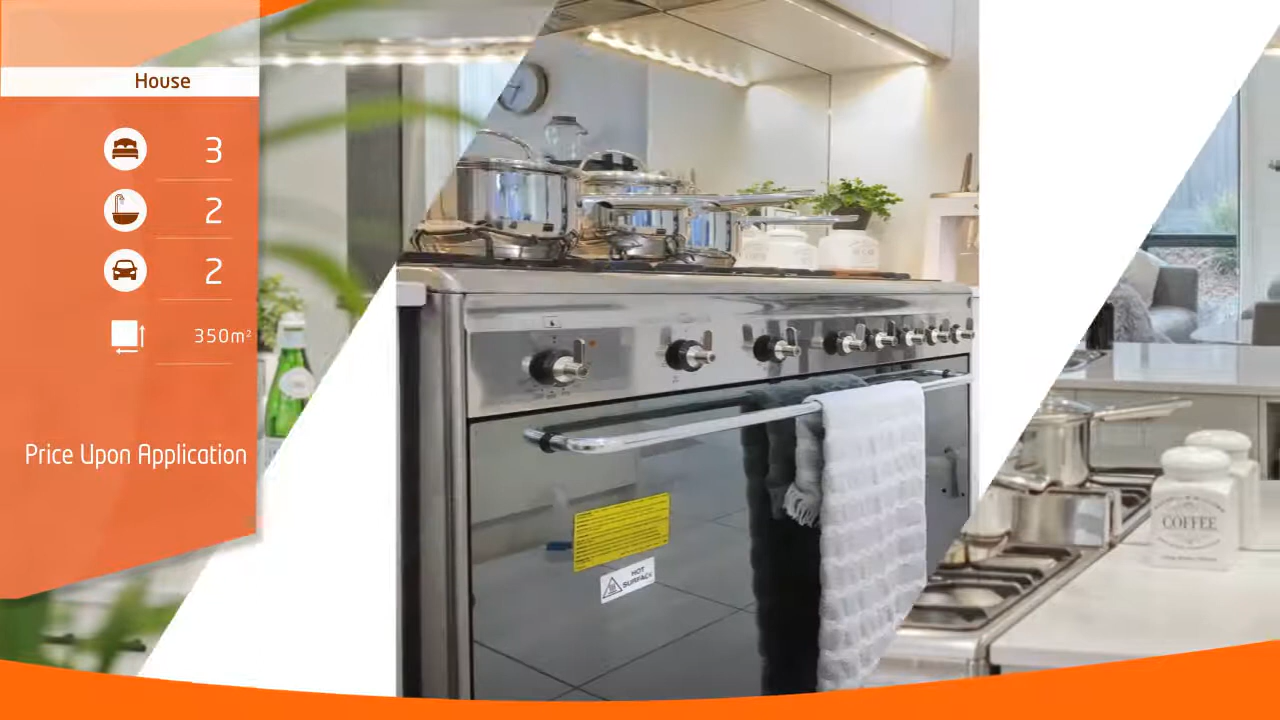 House
3
2
2
350m²
Price Upon Application
HOT
SURFACE
COFFEE